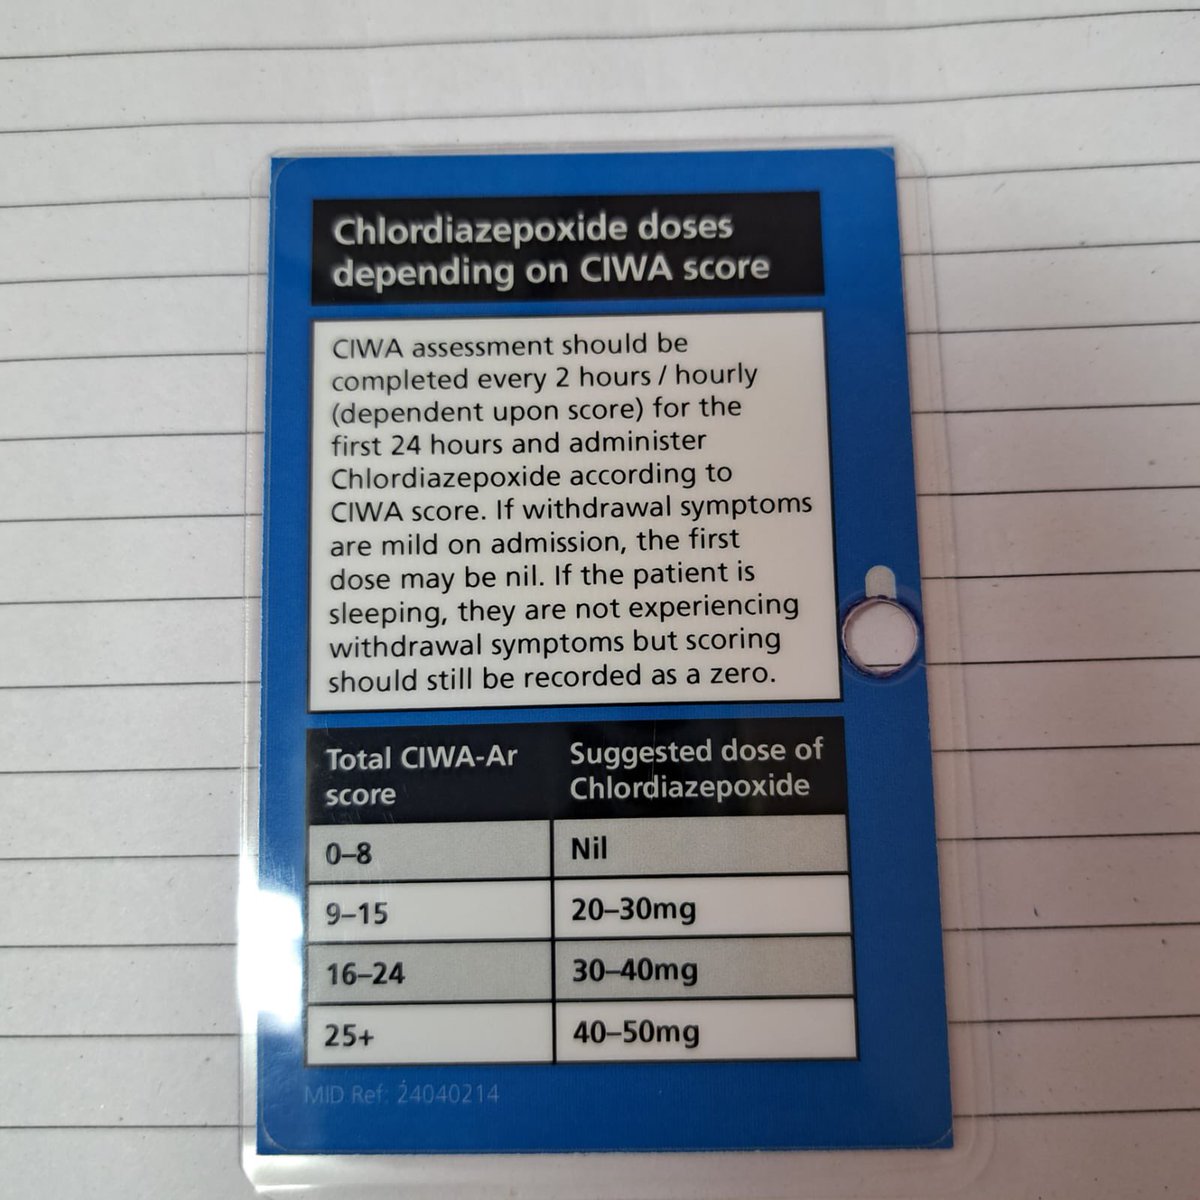 Chlordiazepoxide doses
depending on CIWA score
CIWA assessment should be
completed every 2 hours / hourly
(dependent upon score) for the
first 24 hours and administer
Chlordiazepoxide according to
CIWA score. If withdrawal symptoms
are mild on admission, the first
dose may be nil. If the patient is
sleeping, they are not experiencing
withdrawal symptoms but scoring
should still be recorded as a zero.
Total CIWA-Ar score Suggested dose of Chlordiazepoxide
0–8 Nil
9–15 20–30mg
16–24 30–40mg
25+ 40–50mg
MID Ref: 24040214